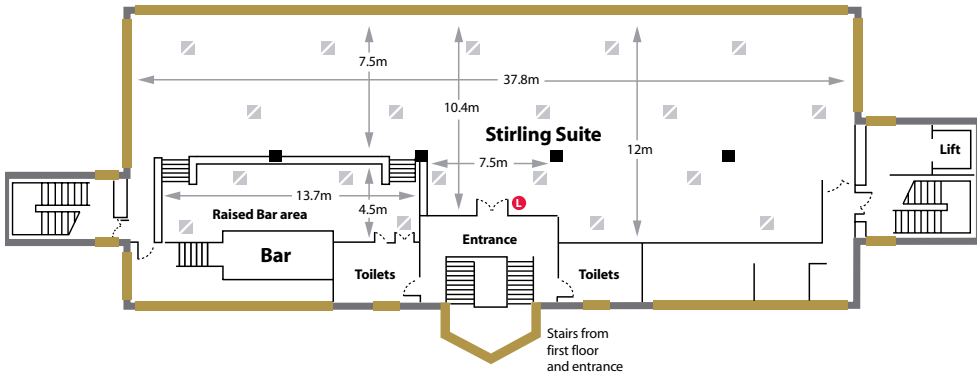 7.5m
37.8m
10.4m
Stirling Suite
12m
Lift
7.5m
13.7m
4.5m
L
Raised Bar area
Entrance
Bar
Toilets
Toilets
Stairs from
first floor
and entrance